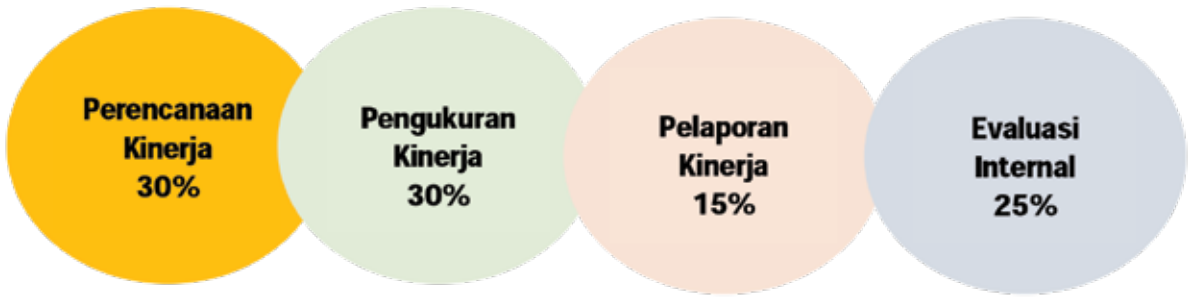 Perencanaan
Kinerja
30%
Pengukuran
Kinerja
30%
Pelaporan
Kinerja
15%
Evaluasi
Internal
25%